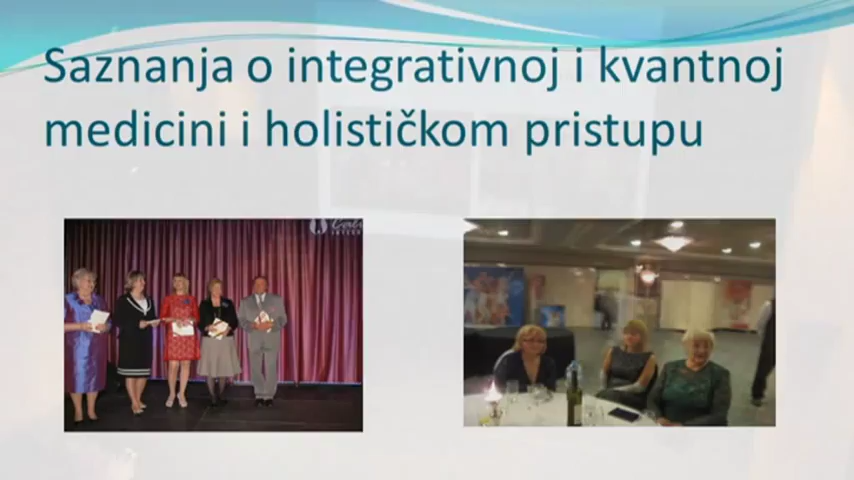 Saznanja o integrativnoj i kvantnoj
medicini i holističkom pristupu